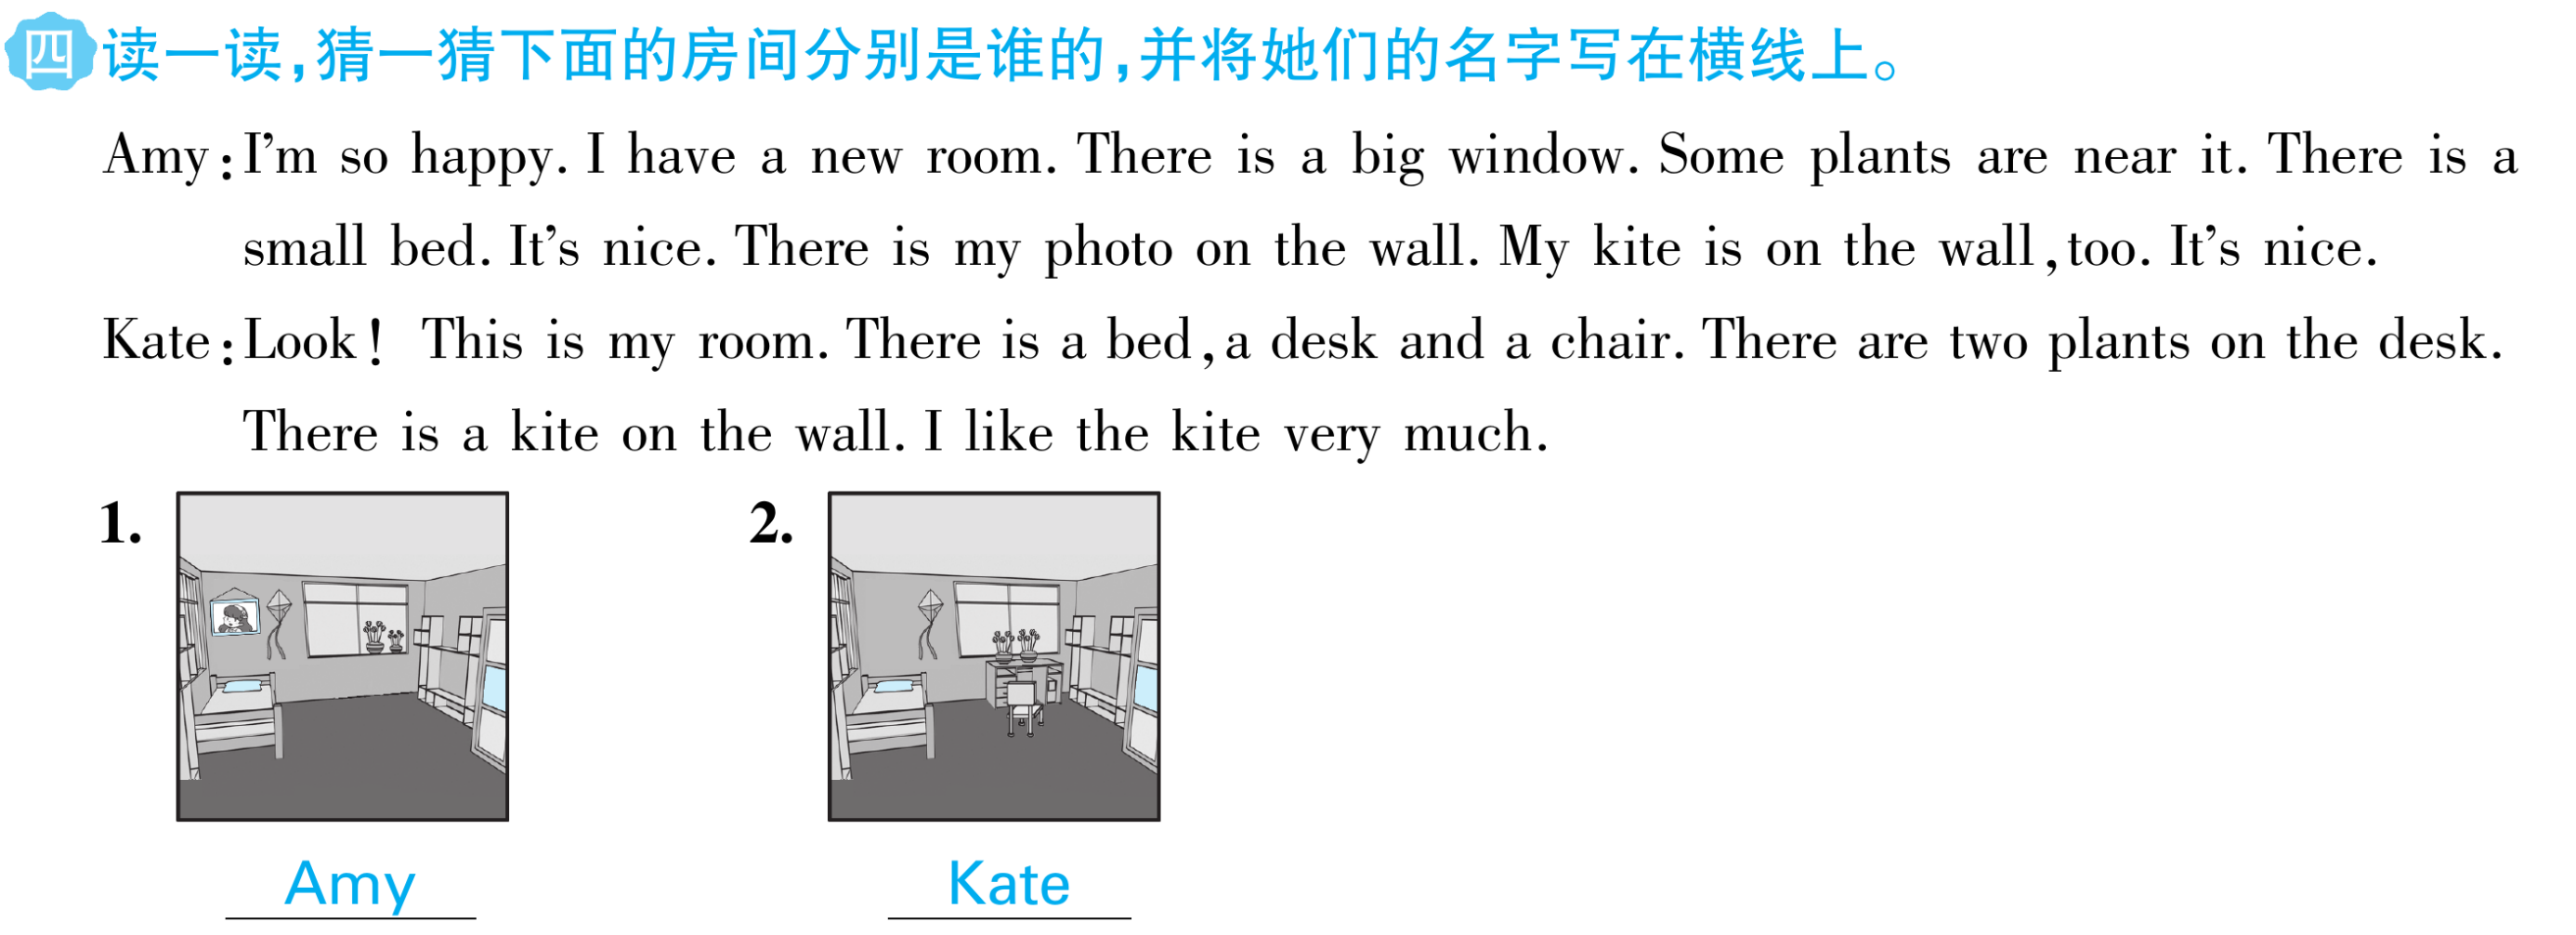 四 读一读,猜一猜下面的房间分别是谁的,并将她们的名字写在横线上。
Amy:I'm so happy. I have a new room. There is a big window. Some plants are near it. There is a
small bed. It's nice. There is my photo on the wall. My kite is on the wall,too. It's nice.
Kate:Look! This is my room. There is a bed,a desk and a chair. There are two plants on the desk.
There is a kite on the wall. I like the kite very much.
1. 2.
Amy Kate